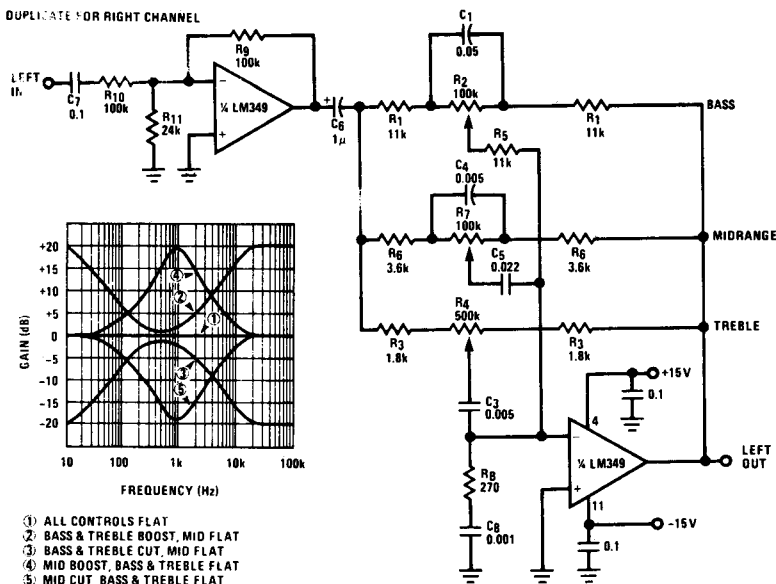 DUPLICATE FOR RIGHT CHANNEL
LEFT
IN
C7
0.1
R10
100k
R11
24k
R9
100k
¼ LM349
−
+
+
C6
1μ
C1
0.05
R2
100k
R1
11k
R1
11k
BASS
R5
11k
C4
0.005
R7
100k
R6
3.6k
R6
3.6k
MIDRANGE
C5
0.022
R4
500k
R3
1.8k
R3
1.8k
TREBLE
C3
0.005
R8
270
C8
0.001
−
+
¼ LM349
4
+15V
0.1
LEFT
OUT
11
−15V
0.1
GAIN (dB)
+20
+15
+10
+5
0
−5
−10
−15
−20
④
②
①
③
⑤
10 100 1k 10k 100k
FREQUENCY (Hz)
① ALL CONTROLS FLAT
② BASS & TREBLE BOOST, MID FLAT
③ BASS & TREBLE CUT, MID FLAT
④ MID BOOST, BASS & TREBLE FLAT
⑤ MID CUT, BASS & TREBLE FLAT